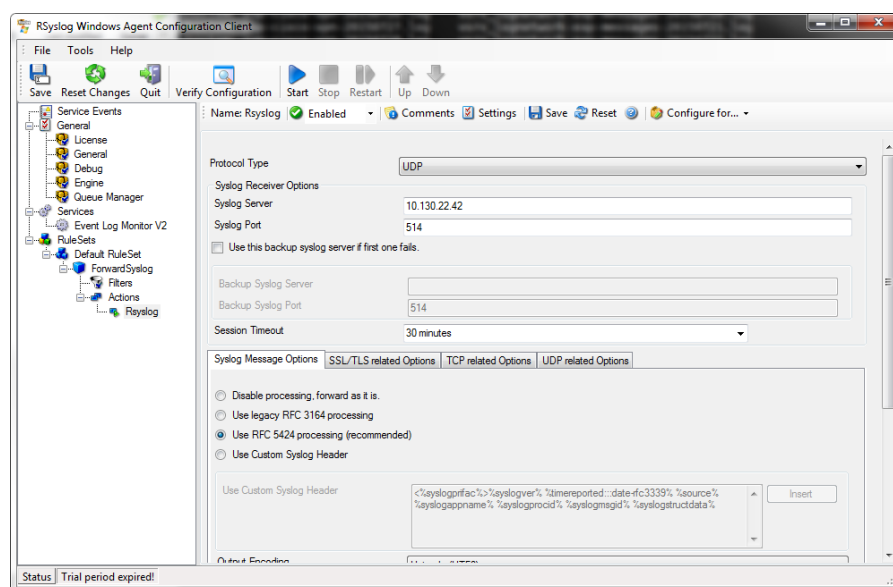 RSyslog Windows Agent Configuration Client
File Tools Help
Save Reset Changes Quit Verify Configuration Start Stop Restart Up Down
Name: Rsyslog Enabled Comments Settings Save Reset Configure for...
Service Events
General
License
General
Debug
Engine
Queue Manager
Services
Event Log Monitor V2
RuleSets
Default RuleSet
ForwardSyslog
Filters
Actions
Rsyslog
Protocol Type UDP
Syslog Receiver Options
Syslog Server 10.130.22.42
Syslog Port 514
Use this backup syslog server if first one fails.
Backup Syslog Server
Backup Syslog Port 514
Session Timeout 30 minutes
Syslog Message Options SSL/TLS related Options TCP related Options UDP related Options
Disable processing, forward as it is.
Use legacy RFC 3164 processing
Use RFC 5424 processing (recommended)
Use Custom Syslog Header
Use Custom Syslog Header <%syslogprifac%>%syslogver% %timereported:::date-rfc3339% %source% Insert
%syslogappname% %syslogprocid% %syslogmsgid% %syslogstructdata%
Output Encoding
Status Trial period expired!